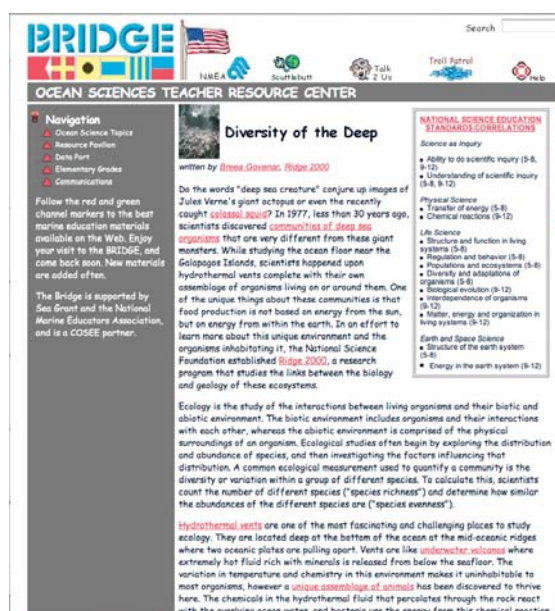 BRIDGE
Search
NMEA
Scuttlebutt
Talk
2 Us
Troll Patrol
Help
OCEAN SCIENCES TEACHER RESOURCE CENTER
Navigation
Ocean Science Topics
Resource Pavilion
Data Port
Elementary Grades
Communications
Follow the red and green
channel markers to the best
marine education materials
available on the Web. Enjoy
your visit to the BRIDGE, and
come back soon. New materials
are added often.
The Bridge is supported by
Sea Grant and the National
Marine Educators Association,
and is a COSEE partner.
Diversity of the Deep
written by Breea Govenar, Ridge 2000
Do the words "deep sea creature" conjure up images of
Jules Verne's giant octopus or even the recently
caught colossal squid? In 1977, less than 30 years ago,
scientists discovered communities of deep sea
organisms that are very different from these giant
monsters. While studying the ocean floor near the
Galapagos Islands, scientists happened upon
hydrothermal vents complete with their own
assemblage of organisms living on or around them. One
of the unique things about these communities is that
food production is not based on energy from the sun,
but on energy from within the earth. In an effort to
learn more about this unique environment and the
organisms inhabitating it, the National Science
Foundation established Ridge 2000, a research
program that studies the links between the biology
and geology of these ecosystems.
NATIONAL SCIENCE EDUCATION
STANDARDS CORRELATIONS
Science as Inquiry
Ability to do scientific inquiry (5-8,
9-12)
Understanding of scientific inquiry
(5-8, 9-12)
Physical Science
Transfer of energy (5-8)
Chemical reactions (9-12)
Life Science
Structure and function in living
systems (5-8)
Regulation and behavior (5-8)
Populations and ecosystems (5-8)
Diversity and adaptations of
organisms (5-8)
Biological evolution (9-12)
Interdependence of organisms
(9-12)
Matter, energy and organization in
living systems (9-12)
Earth and Space Science
Structure of the earth system
(5-8)
Energy in the earth system (9-12)
Ecology is the study of the interactions between living organisms and their biotic and
abiotic environment. The biotic environment includes organisms and their interactions
with each other, whereas the abiotic environment is comprised of the physical
surroundings of an organism. Ecological studies often begin by exploring the distribution
and abundance of species, and then investigating the factors influencing that
distribution. A common ecological measurement used to quantify a community is the
diversity or variation within a group of different species. To calculate this, scientists
count the number of different species ("species richness") and determine how similar
the abundances of the different species are ("species evenness").
Hydrothermal vents are one of the most fascinating and challenging places to study
ecology. They are located deep at the bottom of the ocean at the mid-oceanic ridges
where two oceanic plates are pulling apart. Vents are like underwater volcanos where
extremely hot fluid rich with minerals is released from below the seafloor. The
variation in temperature and chemistry in this environment makes it uninhabitable to
most organisms, however a unique assemblage of animals has been discovered to thrive
here. The chemicals in the hydrothermal fluid that percolates through the rock react